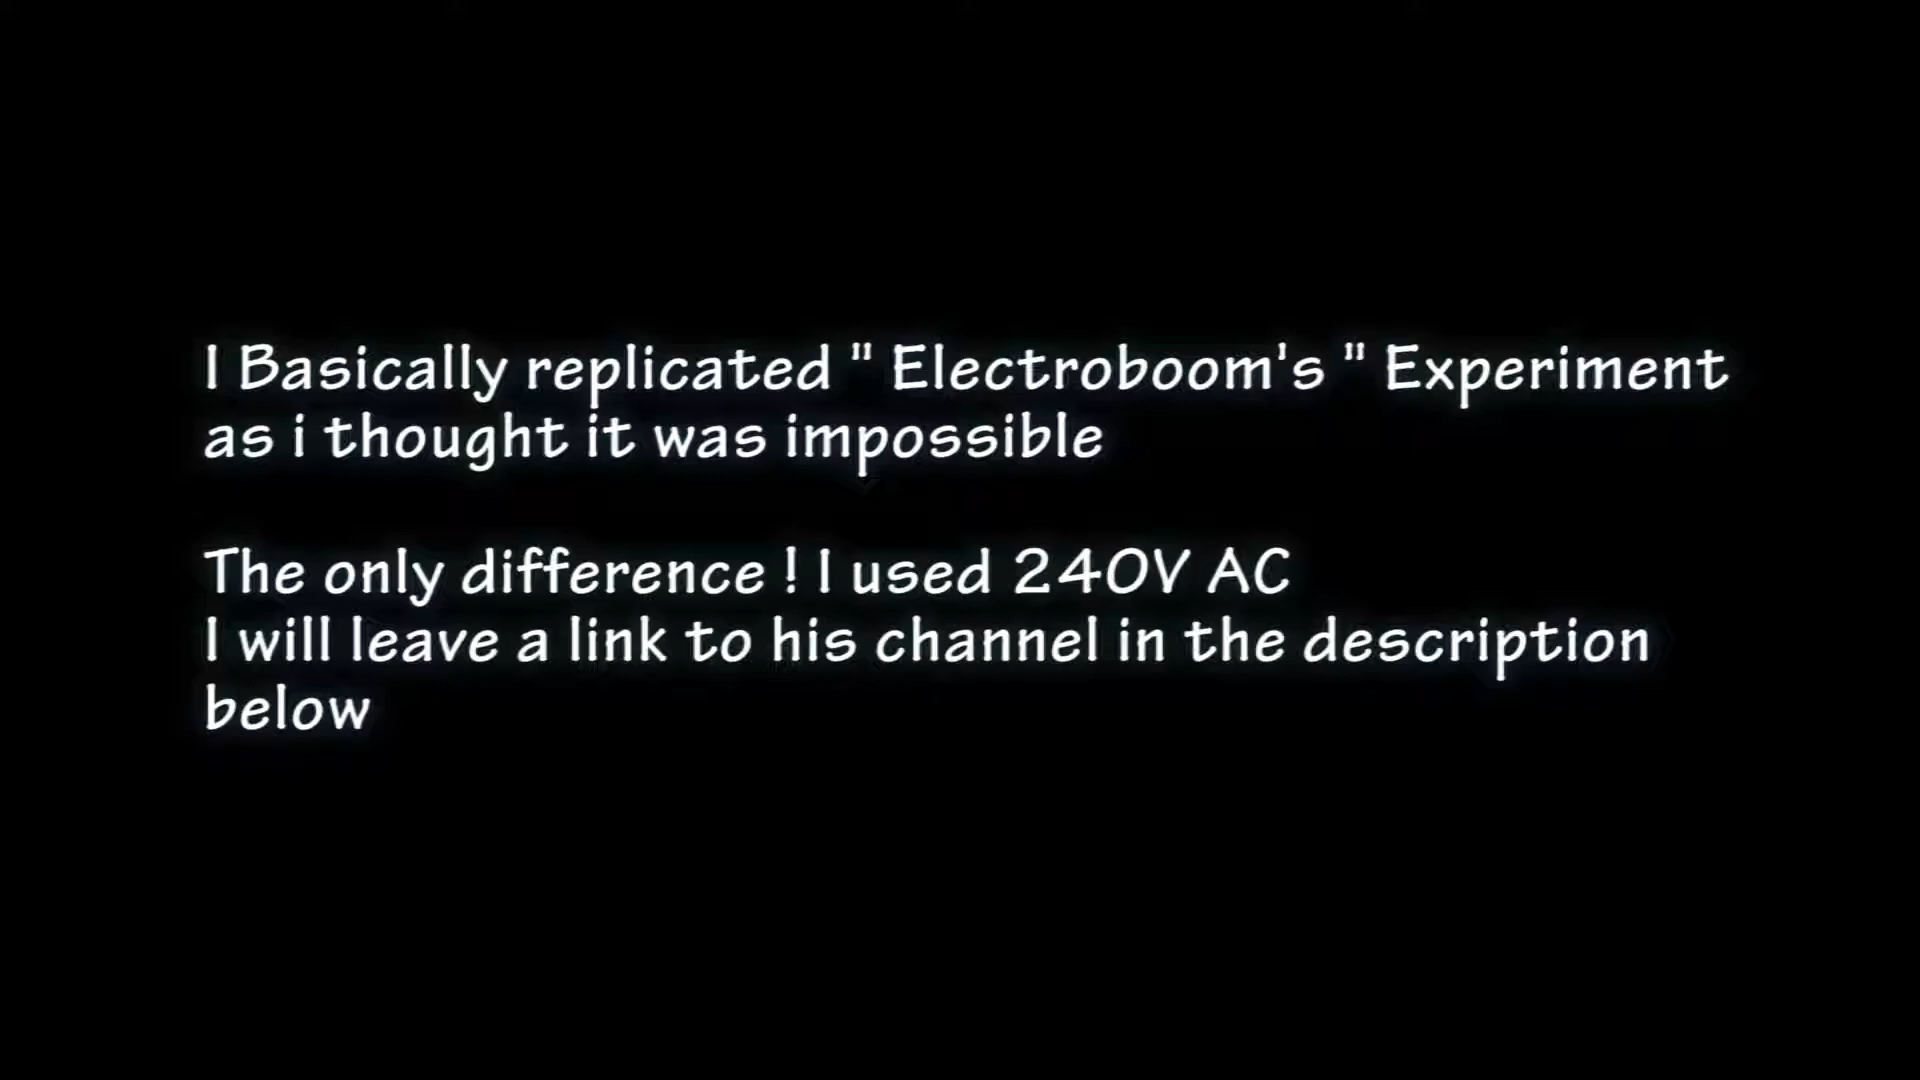 I Basically replicated " Electroboom's " Experiment
as i thought it was impossible
The only difference ! I used 240V AC
I will leave a link to his channel in the description
below